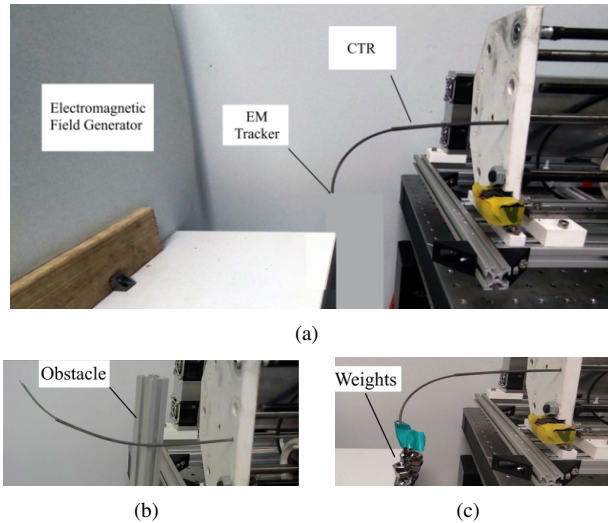 CTR
Electromagnetic
Field Generator
EM
Tracker
(a)
Obstacle
Weights
(b)
(c)